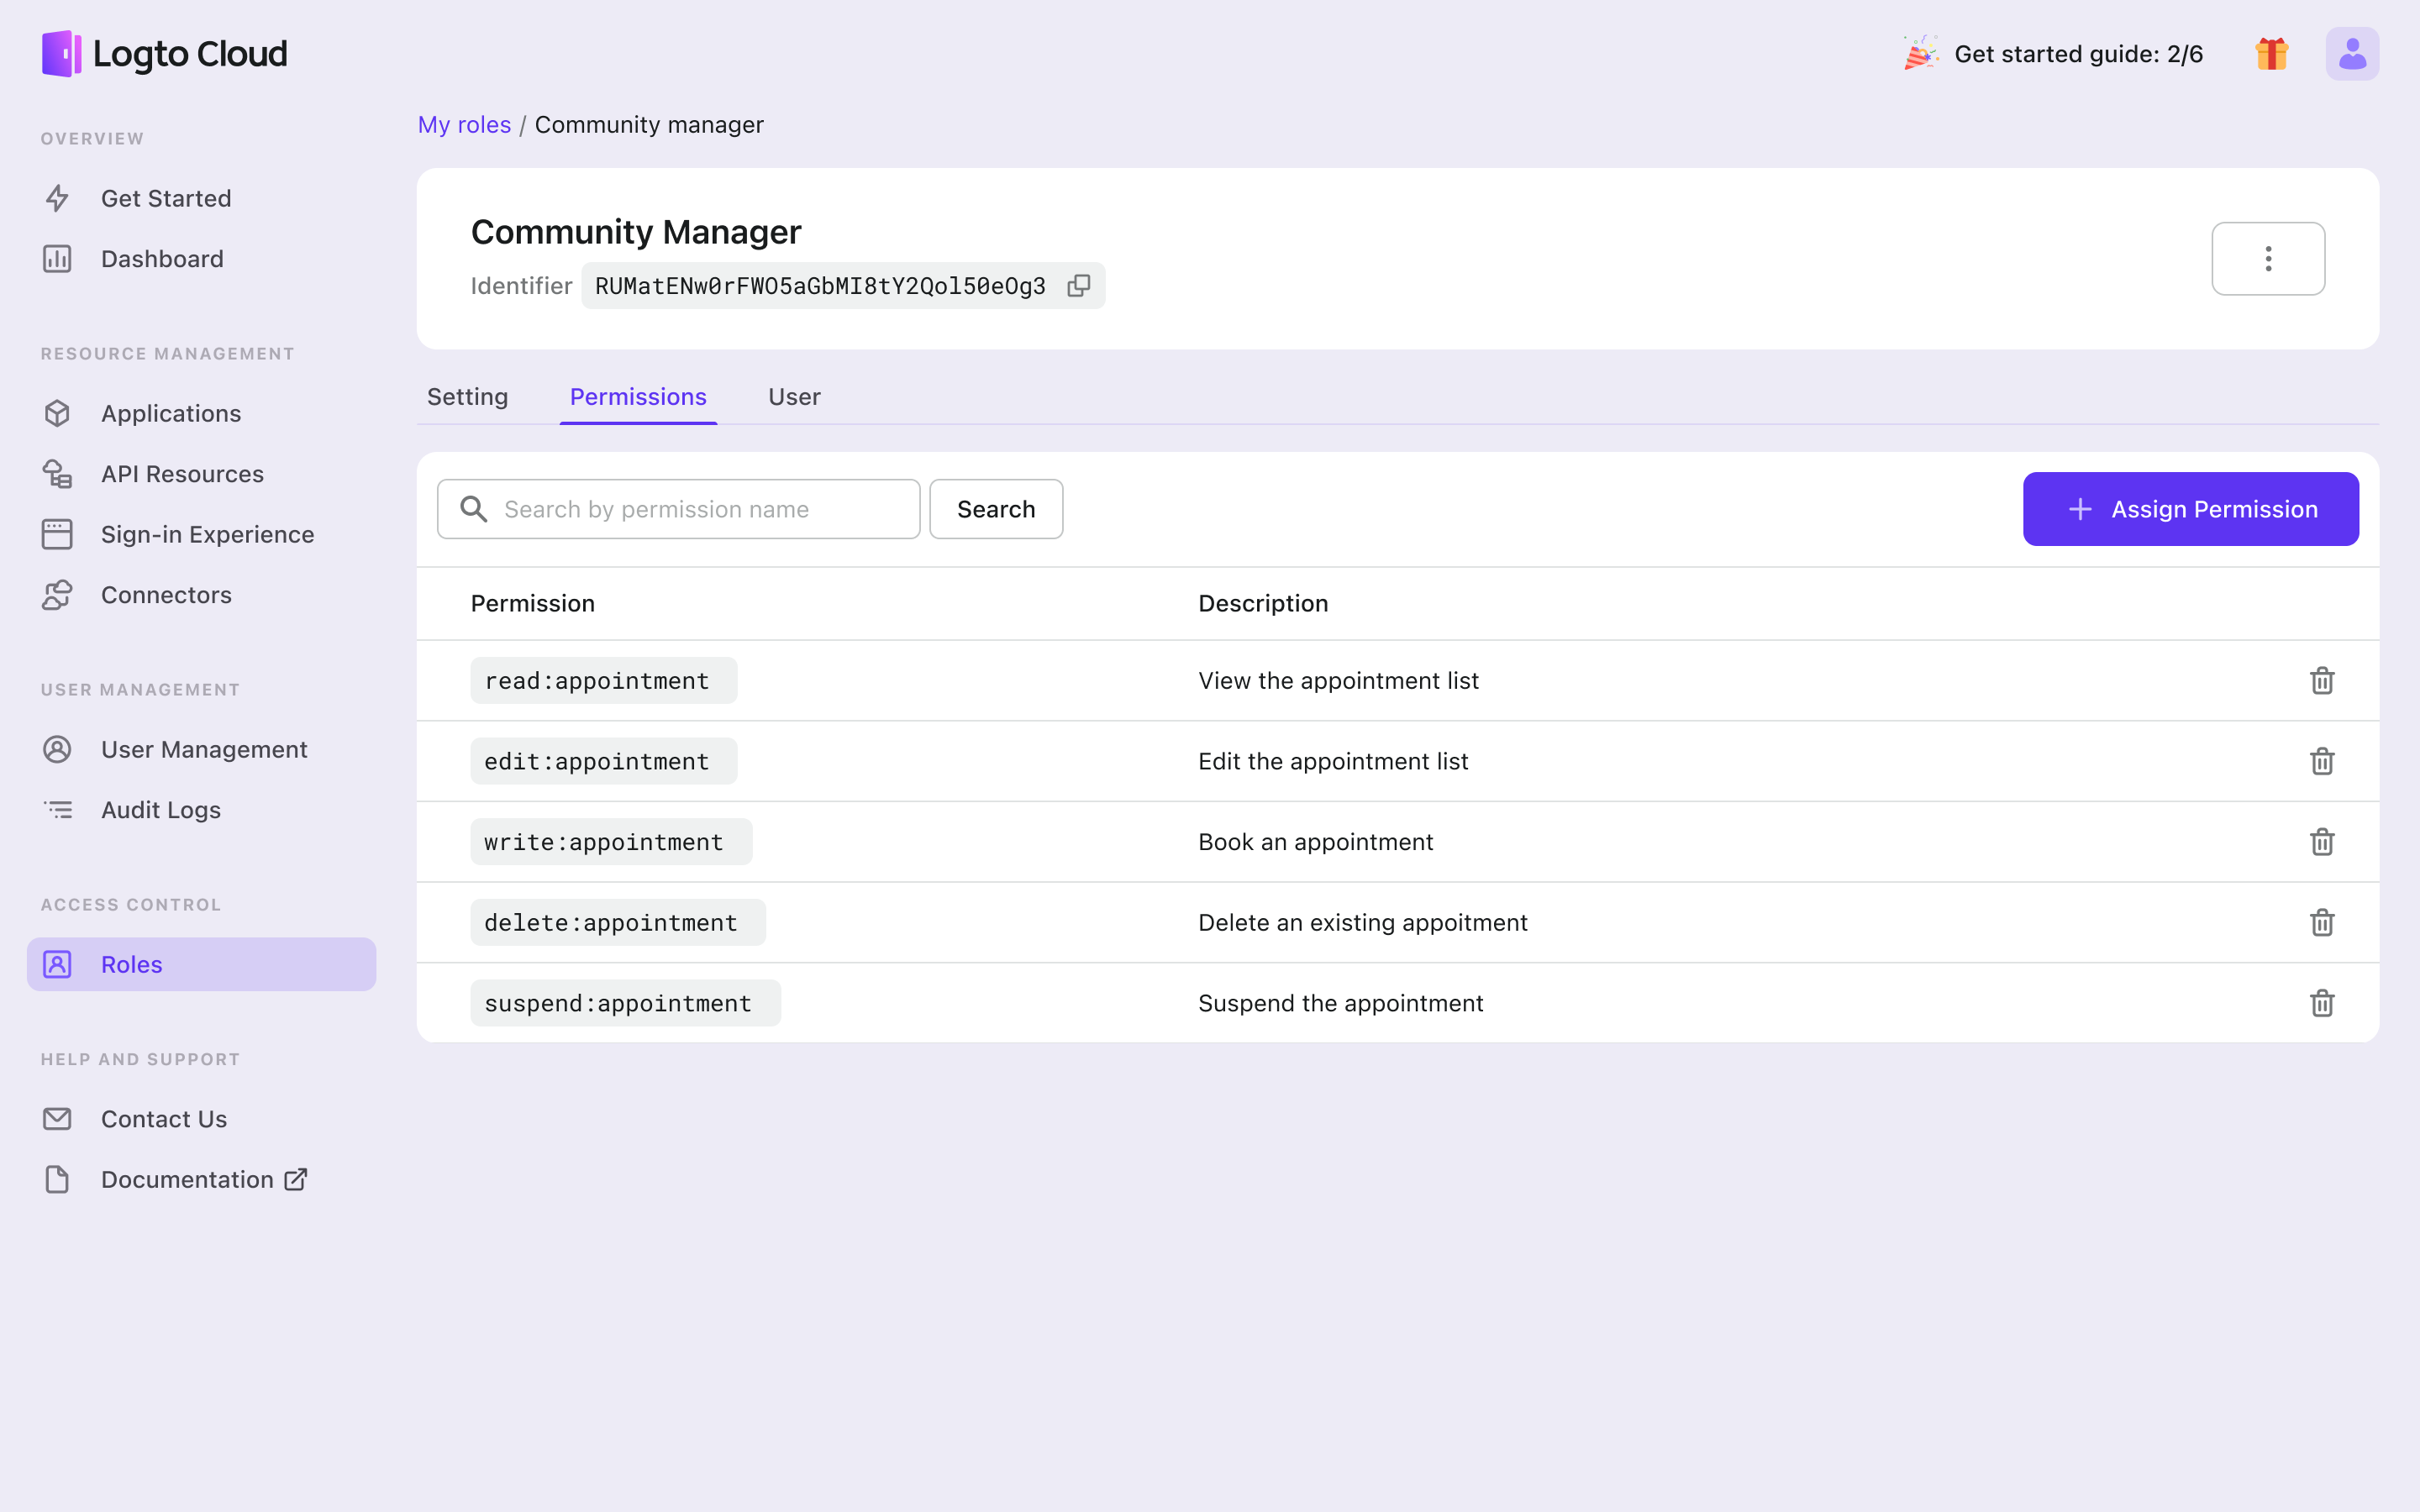 Logto Cloud
Get started guide: 2/6
OVERVIEW
Get Started
Dashboard
RESOURCE MANAGEMENT
Applications
API Resources
Sign-in Experience
Connectors
USER MANAGEMENT
User Management
Audit Logs
ACCESS CONTROL
Roles
HELP AND SUPPORT
Contact Us
Documentation
My roles / Community manager
Community Manager
Identifier RUMatENw0rFWO5aGbMI8tY2Qol50eOg3
Setting Permissions User
Search by permission name Search + Assign Permission
Permission Description
read:appointment View the appointment list
edit:appointment Edit the appointment list
write:appointment Book an appointment
delete:appointment Delete an existing appoitment
suspend:appointment Suspend the appointment